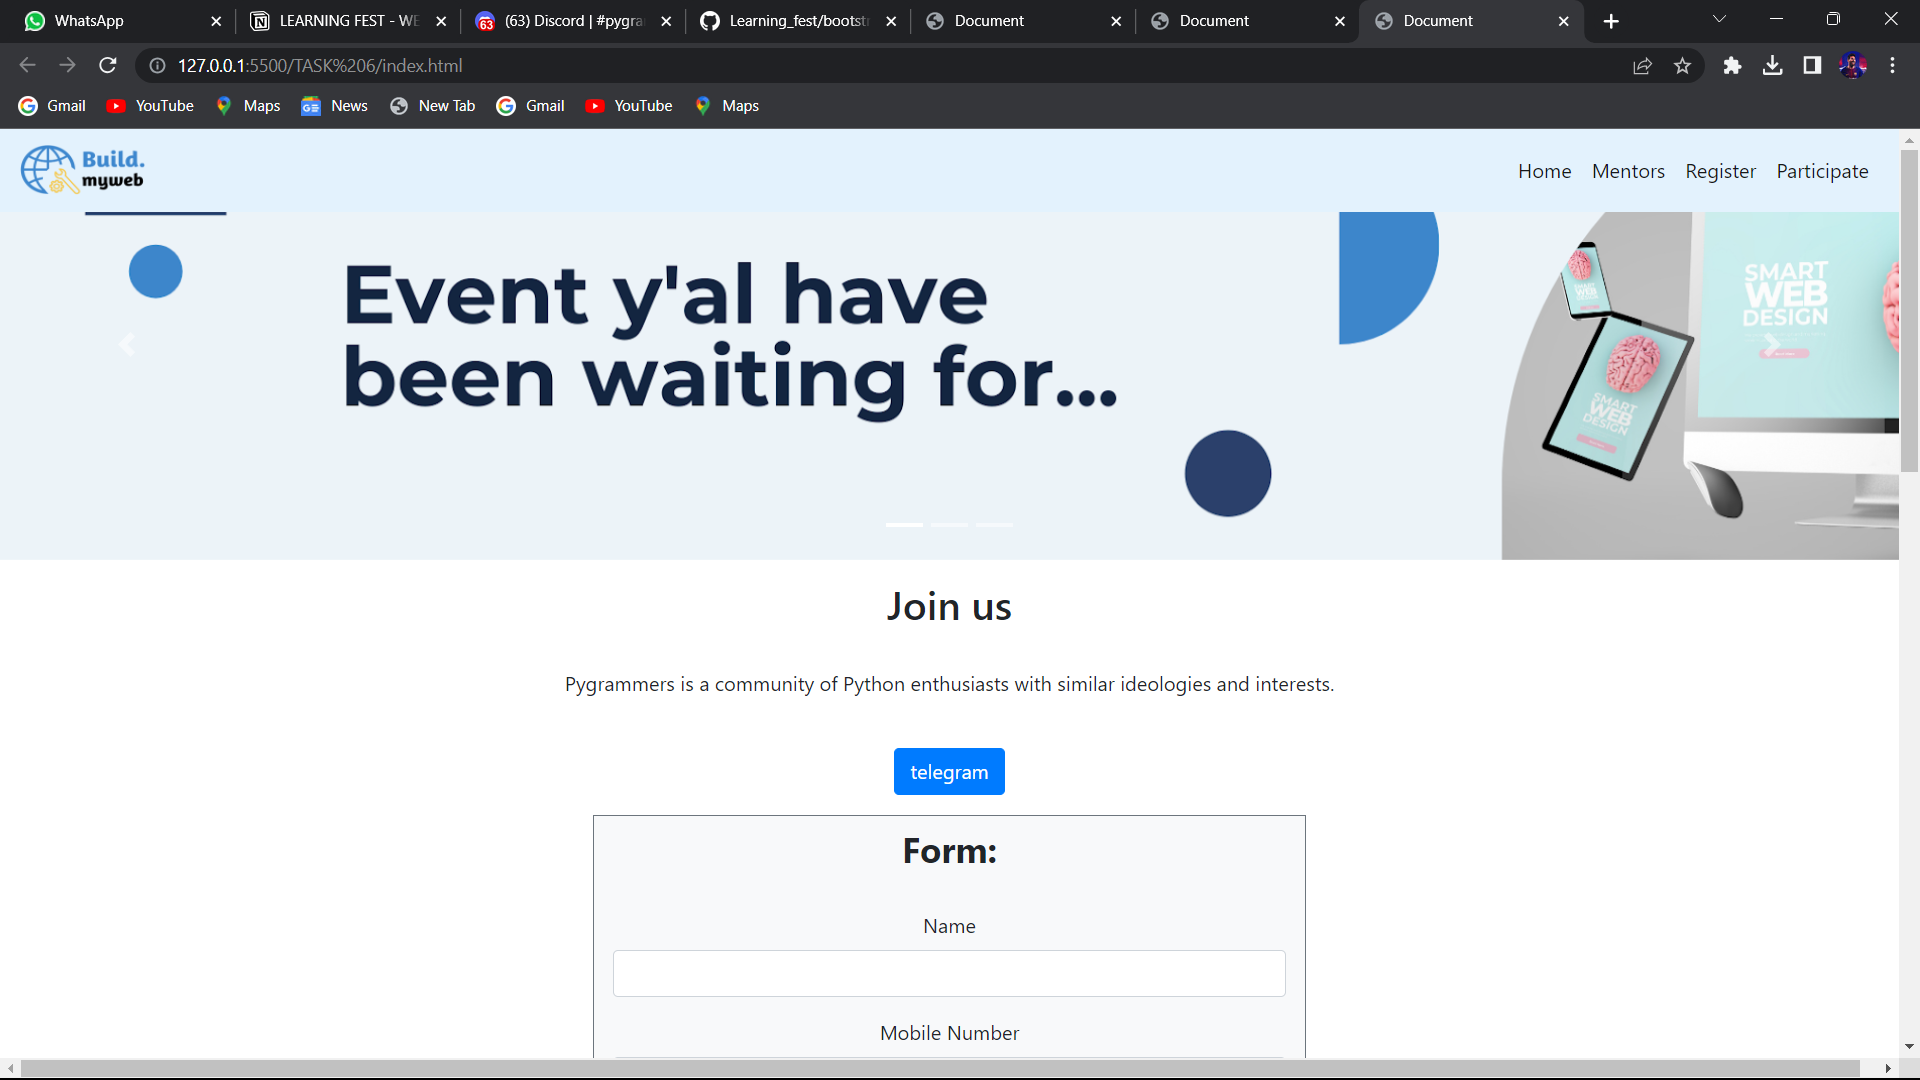 WhatsApp
LEARNING FEST - WE
63
(63) Discord | #pygra
Learning_fest/bootst
Document
Document
Document
127.0.0.1:5500/TASK%206/index.html
Gmail
YouTube
Maps
News
New Tab
Gmail
YouTube
Maps
Build.
myweb
Home
Mentors
Register
Participate
Event y'al have
been waiting for...
SMART
WEB
DESIGN
SMART
WEB
DESIGN
Join us
Pygrammers is a community of Python enthusiasts with similar ideologies and interests.
telegram
Form:
Name
Mobile Number